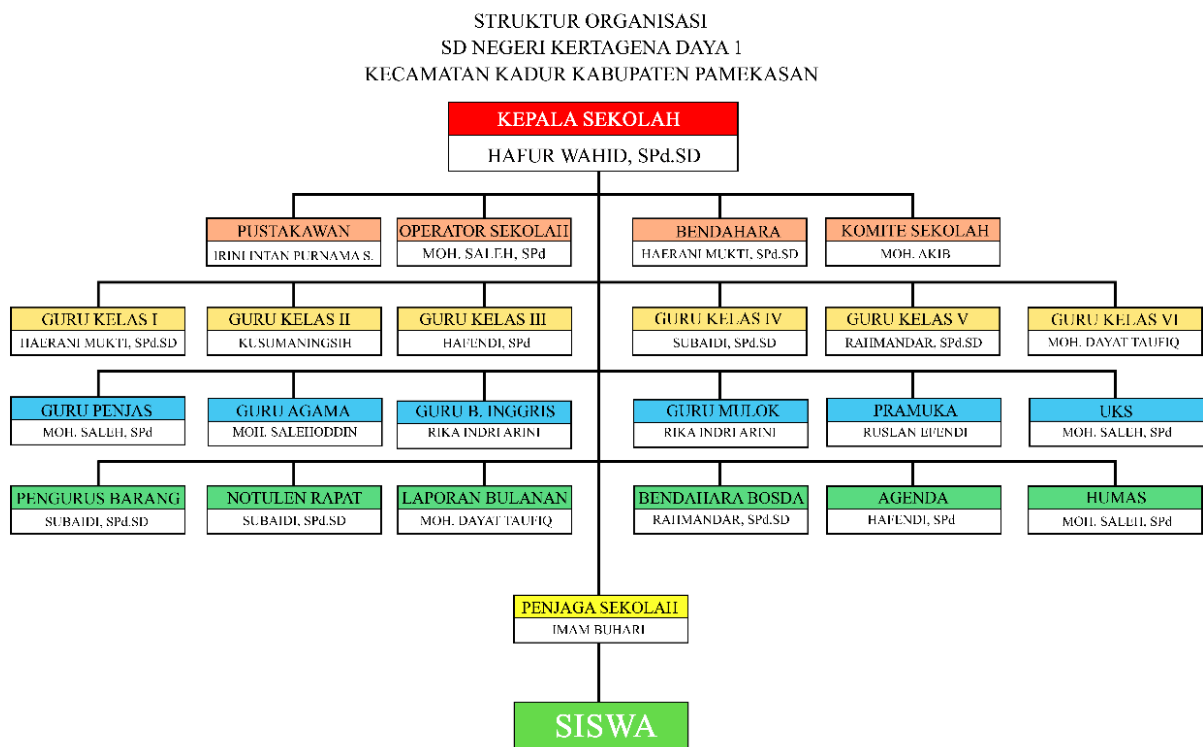 STRUKTUR ORGANISASI
SD NEGERI KERTAGENA DAYA 1
KECAMATAN KADUR KABUPATEN PAMEKASAN
KEPALA SEKOLAH
HAFUR WAHID, SPd.SD
PUSTAKAWAN
IRINI INTAN PURNAMA S.
OPERATOR SEKOLAH
MOH. SALEH, SPd
BENDAHARA
HAERANI MUKTI, SPd.SD
KOMITE SEKOLAH
MOH. AKIB
GURU KELAS I
HAERANI MUKTI, SPd.SD
GURU KELAS II
KUSUMANINGSIH
GURU KELAS III
HAFENDI, SPd
GURU KELAS IV
SUBAIDI, SPd.SD
GURU KELAS V
RAHMANDAR. SPd.SD
GURU KELAS VI
MOH. DAYAT TAUFIQ
GURU PENJAS
MOH. SALEH, SPd
GURU AGAMA
MOH. SALEHODDIN
GURU B. INGGRIS
RIKA INDRI ARINI
GURU MULOK
RIKA INDRI ARINI
PRAMUKA
RUSLAN EFENDI
UKS
MOH. SALEH, SPd
PENGURUS BARANG
SUBAIDI, SPd.SD
NOTULEN RAPAT
SUBAIDI, SPd.SD
LAPORAN BULANAN
MOH. DAYAT TAUFIQ
BENDAHARA BOSDA
RAHMANDAR, SPd.SD
AGENDA
HAFENDI, SPd
HUMAS
MOH. SALEH, SPd
PENJAGA SEKOLAH
IMAM BUHARI
SISWA